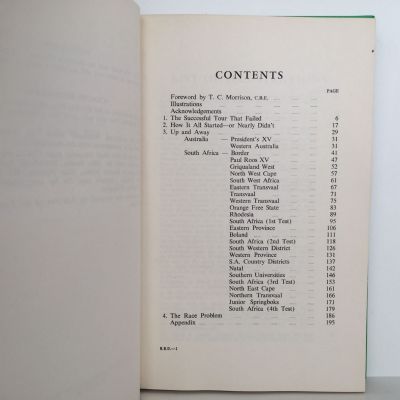 CONTENTS
PAGE
Foreword by T. C. Morrison, C.B.E.
Illustrations
Acknowledgements
1. The Successful Tour That Failed 6
2. How It All Started—or Nearly Didn't 17
3. Up and Away 29
Australia — President's XV 31
Western Australia 31
South Africa — Border 41
Paul Roos XV 47
Griqualand West 52
North West Cape 57
South West Africa 61
Eastern Transvaal 67
Transvaal 71
Western Transvaal 75
Orange Free State 83
Rhodesia 89
South Africa (1st Test) 95
Eastern Province 106
Boland 111
South Africa (2nd Test) 118
South Western District 126
Western Province 131
S.A. Country Districts 137
Natal 142
Southern Universities 146
South Africa (3rd Test) 153
North East Cape 161
Northern Transvaal 166
Junior Springboks 171
South Africa (4th Test) 179
4. The Race Problem 186
Appendix 195
B.B.D.—1